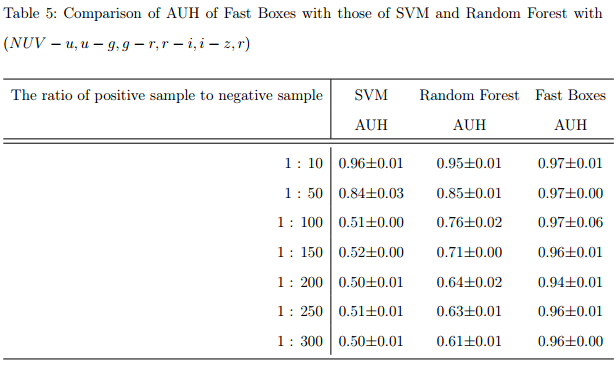 Table 5: Comparison of AUH of Fast Boxes with those of SVM and Random Forest with
(NUV − u, u − g, g − r, r − i, i − z, r)
The ratio of positive sample to negative sample SVM Random Forest Fast Boxes
AUH AUH AUH
1 : 10 0.96±0.01 0.95±0.01 0.97±0.01
1 : 50 0.84±0.03 0.85±0.01 0.97±0.00
1 : 100 0.51±0.00 0.76±0.02 0.97±0.06
1 : 150 0.52±0.00 0.71±0.00 0.96±0.01
1 : 200 0.50±0.01 0.64±0.02 0.94±0.01
1 : 250 0.51±0.01 0.63±0.01 0.96±0.01
1 : 300 0.50±0.01 0.61±0.01 0.96±0.00